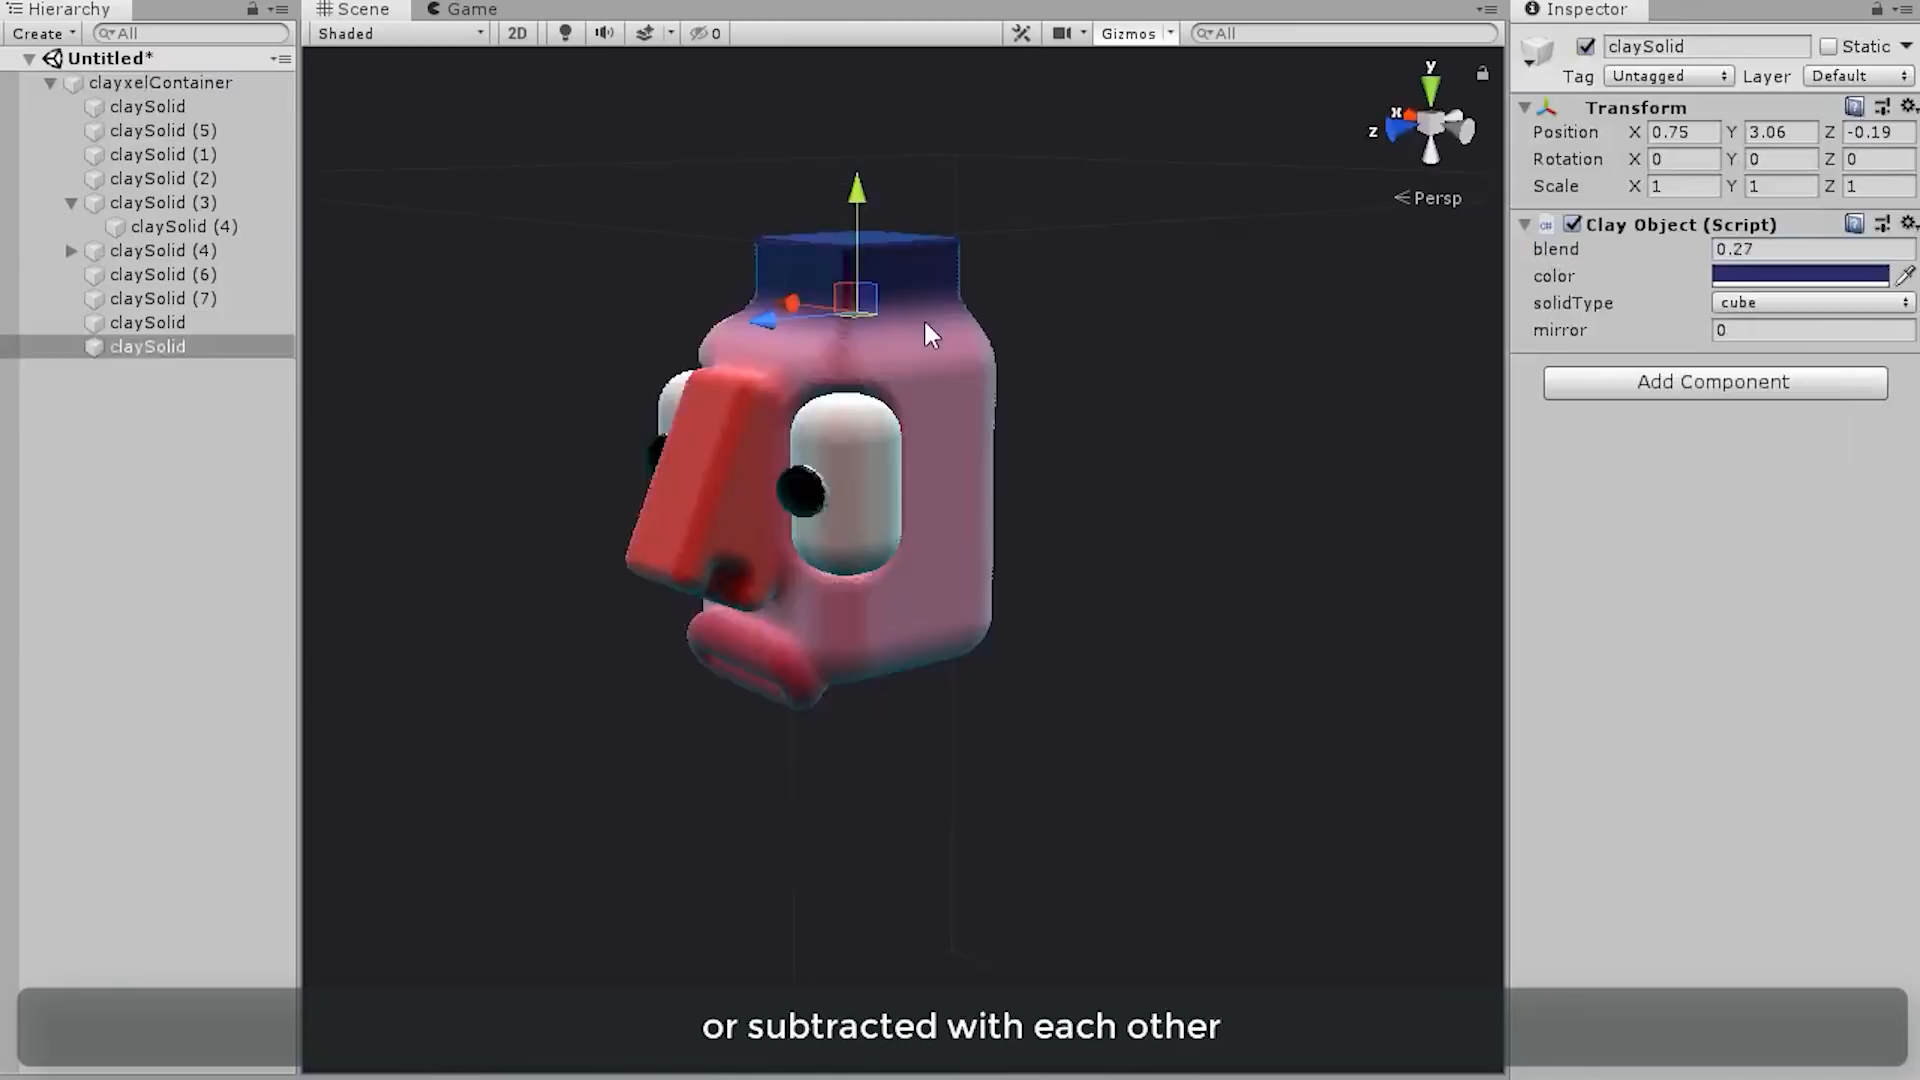 Hierarchy
Create
All
Untitled*
clayxelContainer
claySolid
claySolid (5)
claySolid (1)
claySolid (2)
claySolid (3)
claySolid (4)
claySolid (4)
claySolid (6)
claySolid (7)
claySolid
claySolid
Scene
Game
Shaded
2D
0
Gizmos
All
y
x
z
Persp
or subtracted with each other
Inspector
claySolid
Static
Tag
Untagged
Layer
Default
Transform
Position X 0.75 Y 3.06 Z -0.19
Rotation X 0 Y 0 Z 0
Scale X 1 Y 1 Z 1
Clay Object (Script)
blend 0.27
color
solidType cube
mirror 0
Add Component